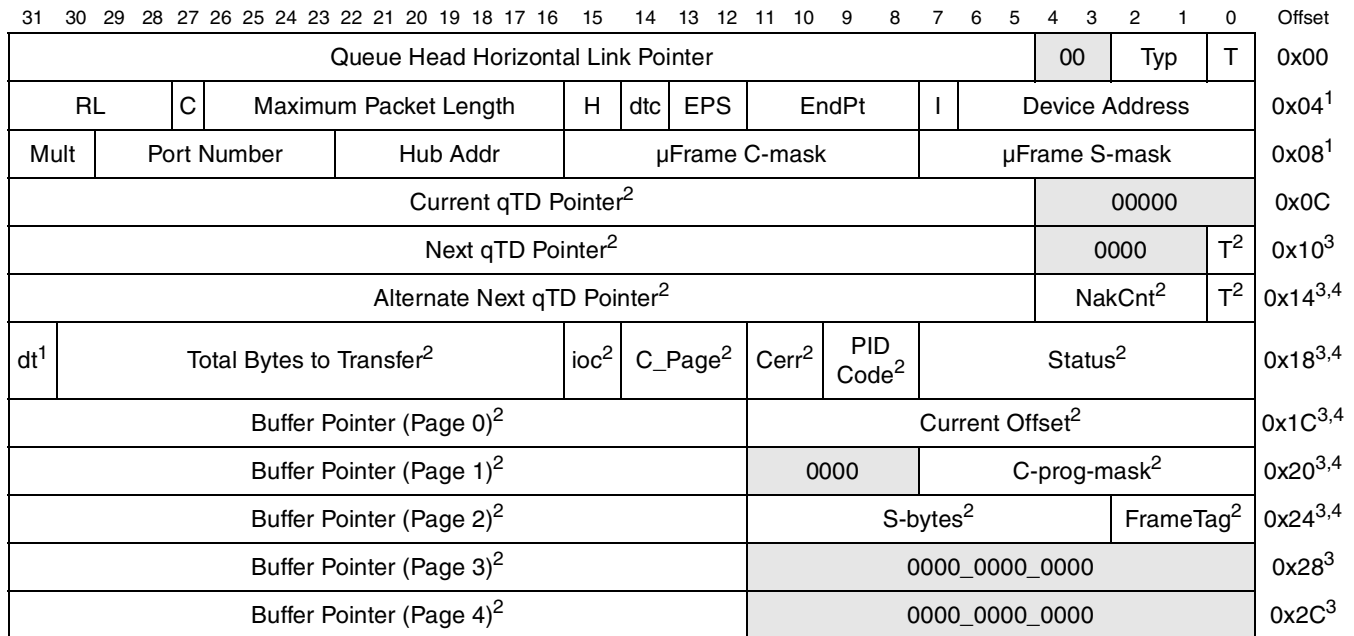 31 30 29 28 27 26 25 24 23 22 21 20 19 18 17 16 15 14 13 12 11 10 9 8 7 6 5 4 3 2 1 0 Offset
Queue Head Horizontal Link Pointer 00 Typ T 0x00
RL C Maximum Packet Length H dtc EPS EndPt I Device Address 0x04¹
Mult Port Number Hub Addr µFrame C-mask µFrame S-mask 0x08¹
Current qTD Pointer² 00000 0x0C
Next qTD Pointer² 0000 T² 0x10³
Alternate Next qTD Pointer² NakCnt² T² 0x14³,⁴
dt¹ Total Bytes to Transfer² ioc² C_Page² Cerr² PID Code² Status² 0x18³,⁴
Buffer Pointer (Page 0)² Current Offset² 0x1C³,⁴
Buffer Pointer (Page 1)² 0000 C-prog-mask² 0x20³,⁴
Buffer Pointer (Page 2)² S-bytes² FrameTag² 0x24³,⁴
Buffer Pointer (Page 3)² 0000_0000_0000 0x28³
Buffer Pointer (Page 4)² 0000_0000_0000 0x2C³